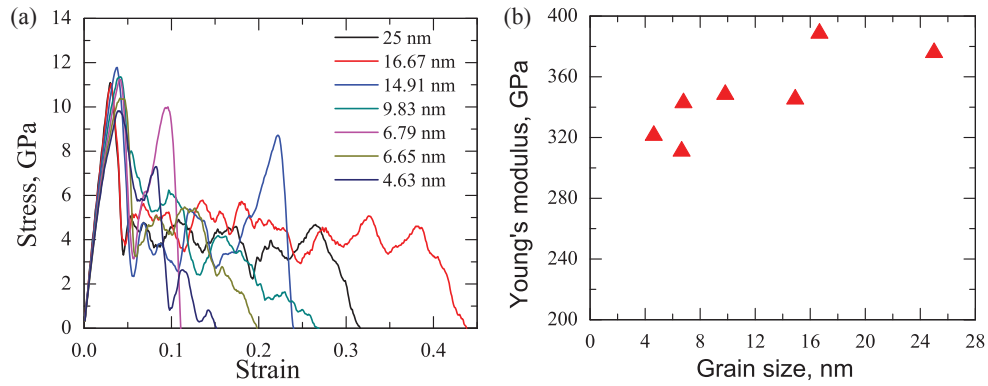 (a)
14
12
10
8
6
4
2
0
Stress, GPa
0.0 0.1 0.2 0.3 0.4
Strain
25 nm
16.67 nm
14.91 nm
9.83 nm
6.79 nm
6.65 nm
4.63 nm
(b)
400
360
320
280
240
200
Young's modulus, GPa
0 4 8 12 16 20 24 28
Grain size, nm